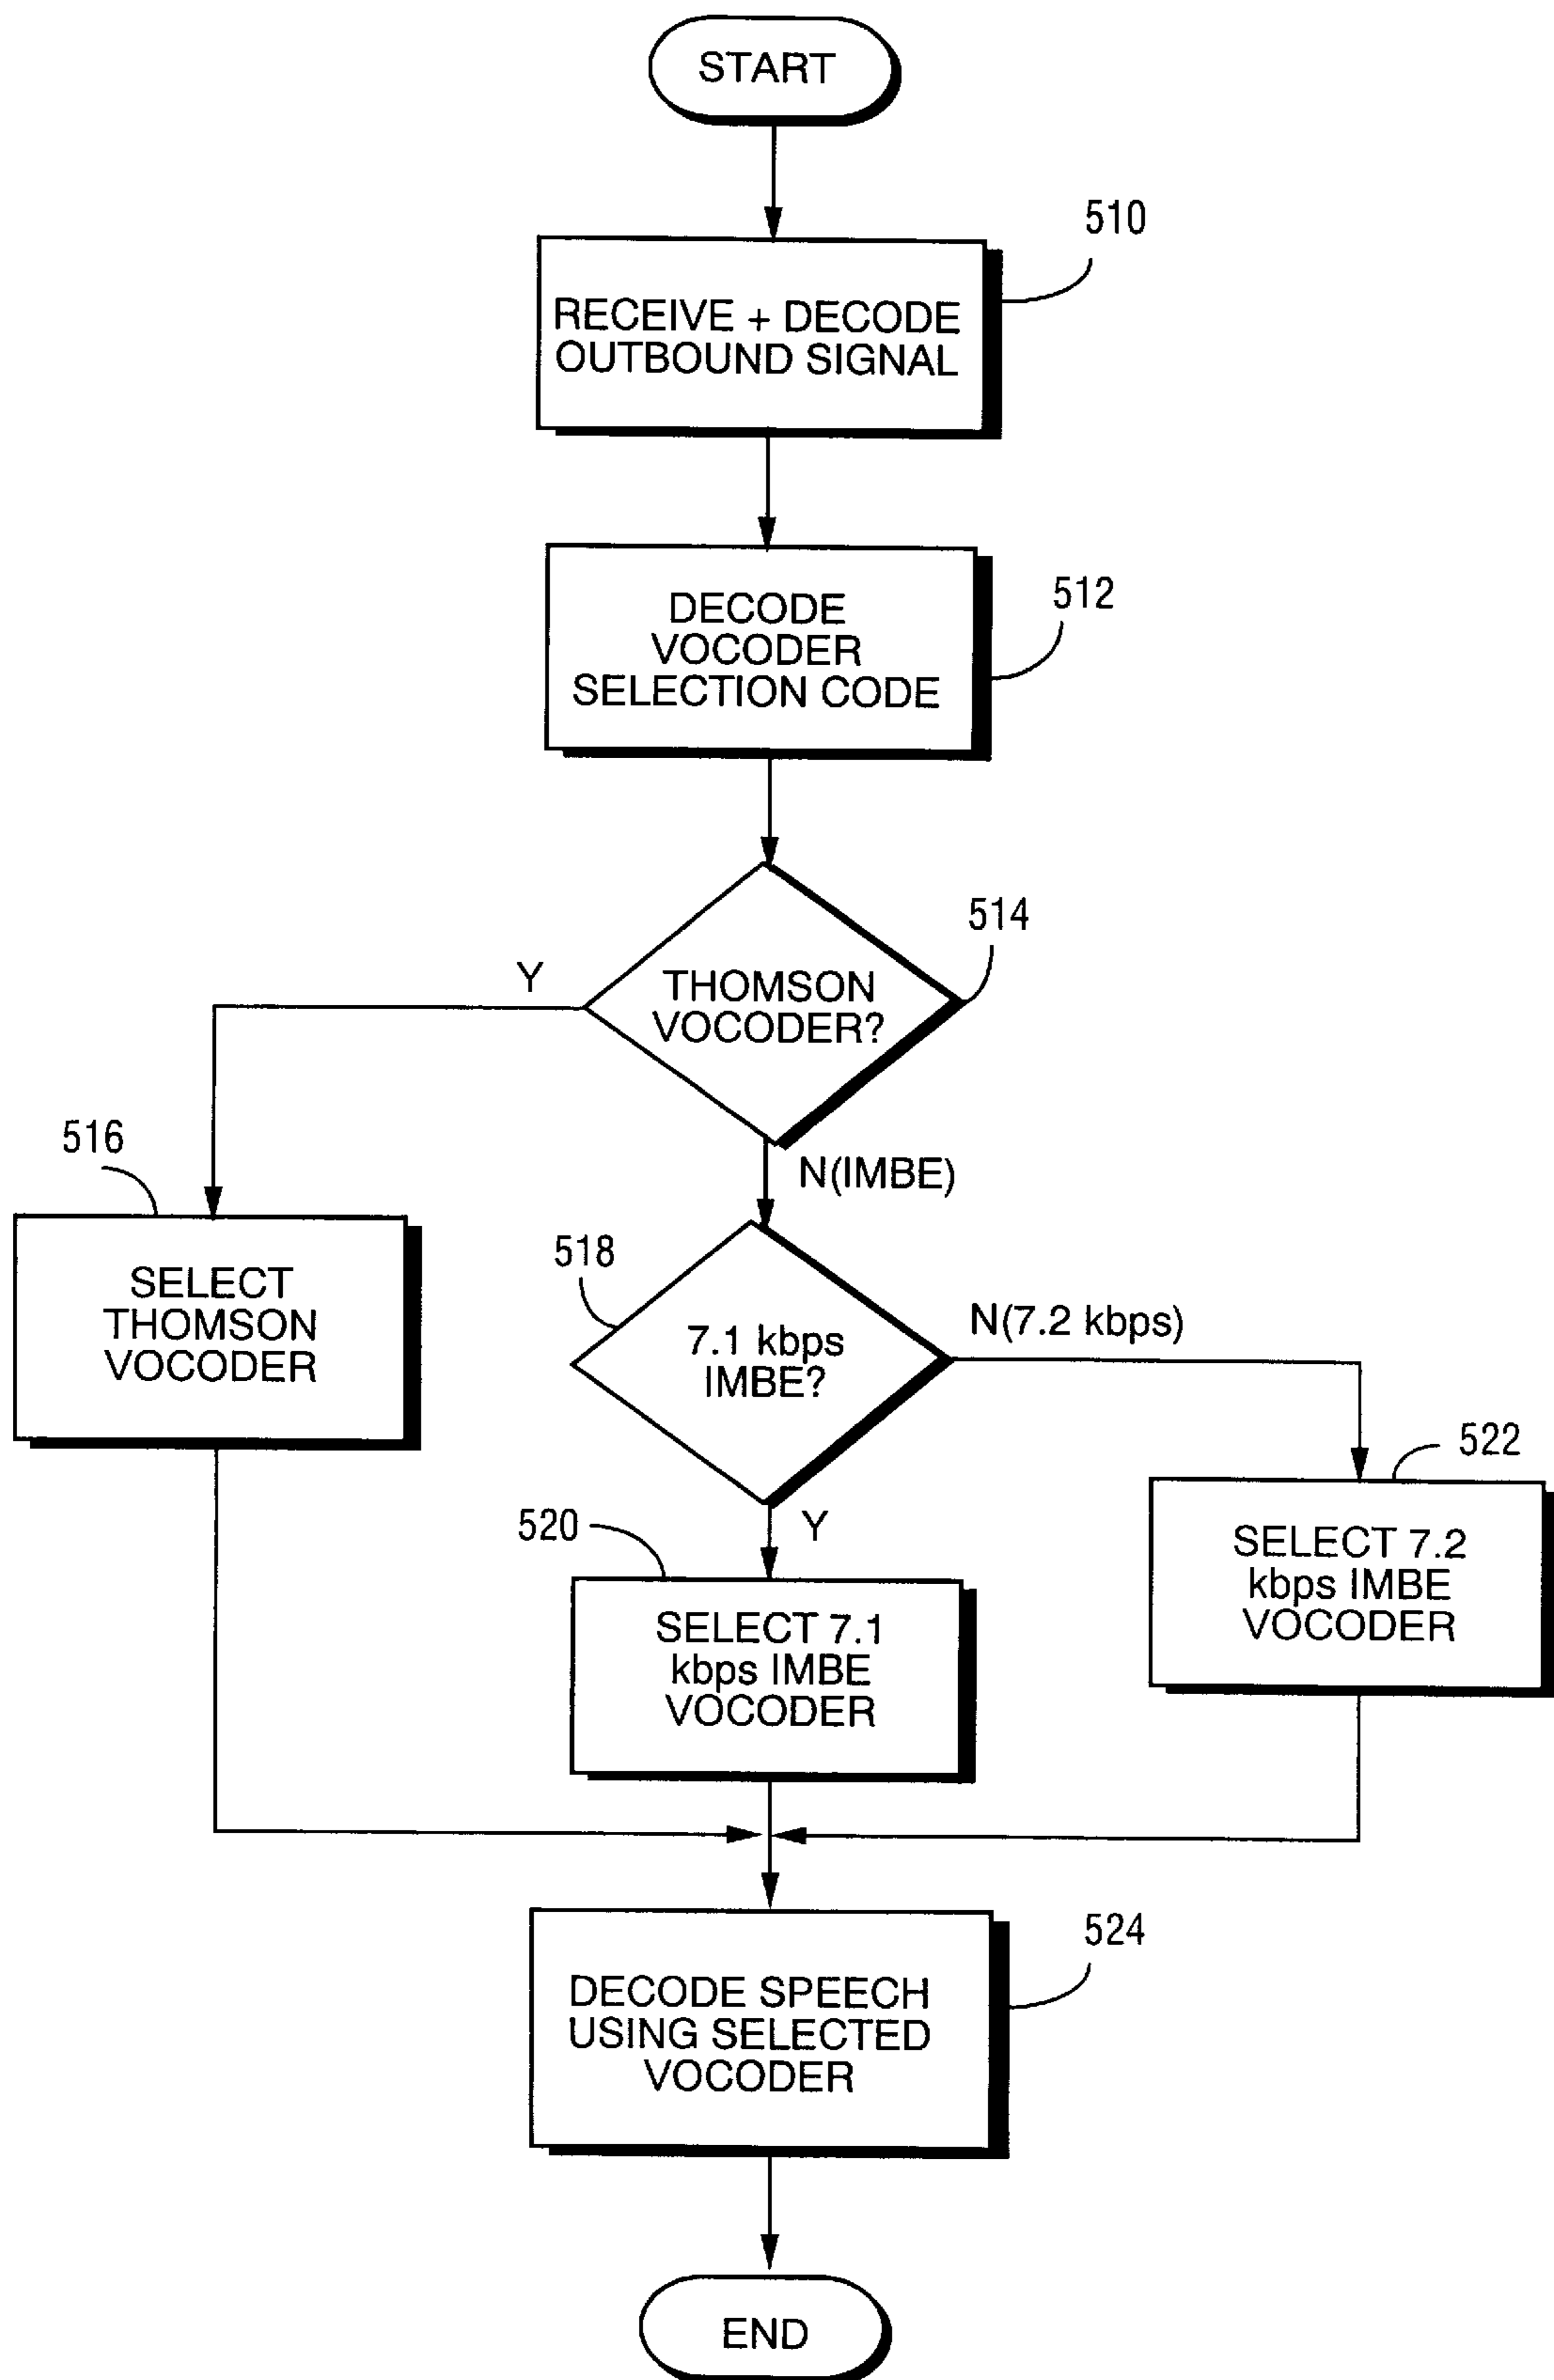 START
510
RECEIVE + DECODE
OUTBOUND SIGNAL
512
DECODE
VOCODER
SELECTION CODE
514
Y
THOMSON
VOCODER?
516
N(IMBE)
SELECT
THOMSON
VOCODER
518
N(7.2 kbps)
7.1 kbps
IMBE?
522
520
Y
SELECT 7.2
kbps IMBE
VOCODER
SELECT 7.1
kbps IMBE
VOCODER
524
DECODE SPEECH
USING SELECTED
VOCODER
END